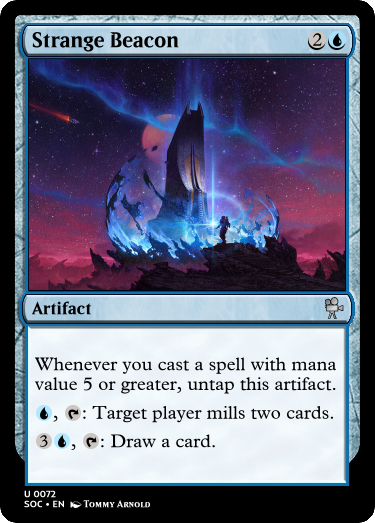 Strange Beacon 2
Artifact
Whenever you cast a spell with mana
value 5 or greater, untap this artifact.
, : Target player mills two cards.
3 , : Draw a card.
U 0072
SOC • EN Tommy Arnold